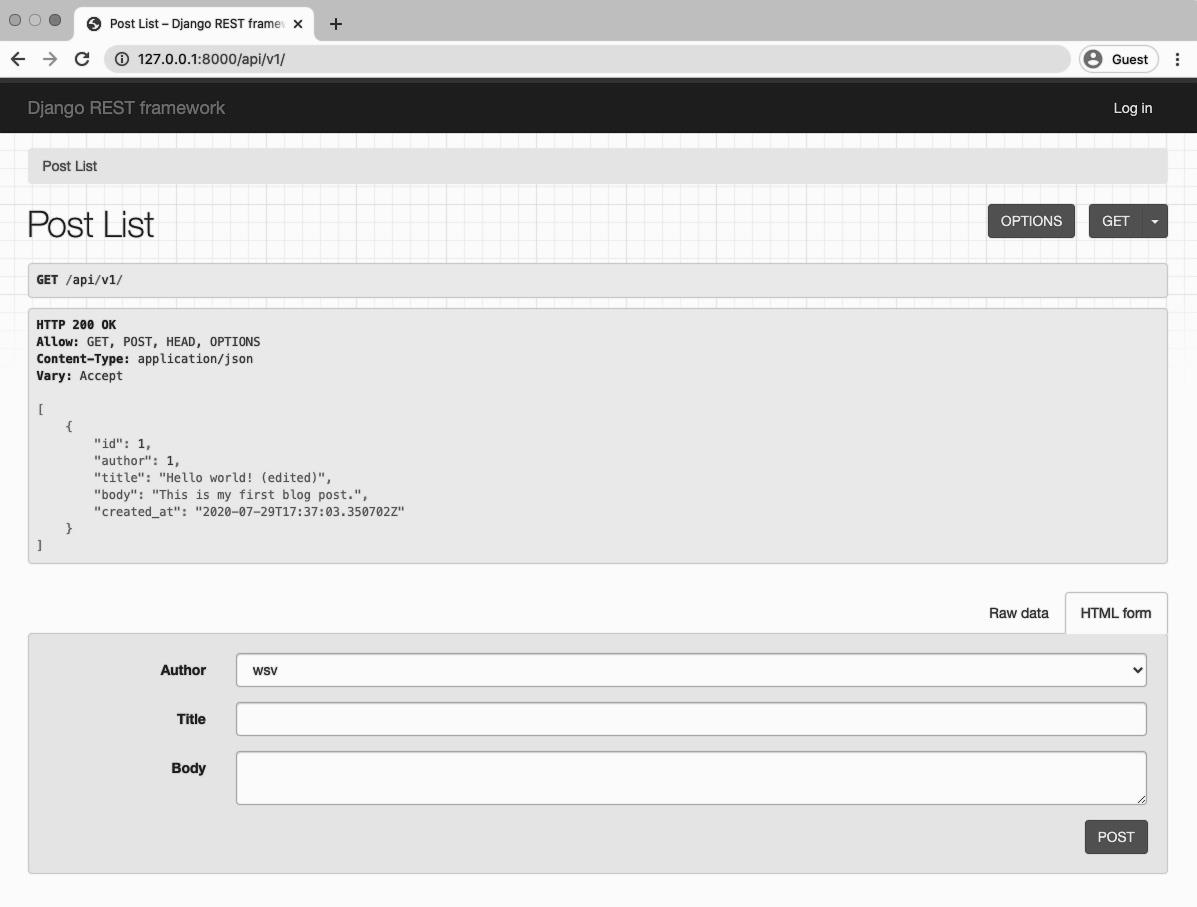 Post List – Django REST framew
127.0.0.1:8000/api/v1/
Guest
Django REST framework
Log in
Post List
Post List
OPTIONS
GET
GET /api/v1/
HTTP 200 OK
Allow: GET, POST, HEAD, OPTIONS
Content-Type: application/json
Vary: Accept
[
    {
        "id": 1,
        "author": 1,
        "title": "Hello world! (edited)",
        "body": "This is my first blog post.",
        "created_at": "2020-07-29T17:37:03.350702Z"
    }
]
Raw data
HTML form
Author
wsv
Title
Body
POST